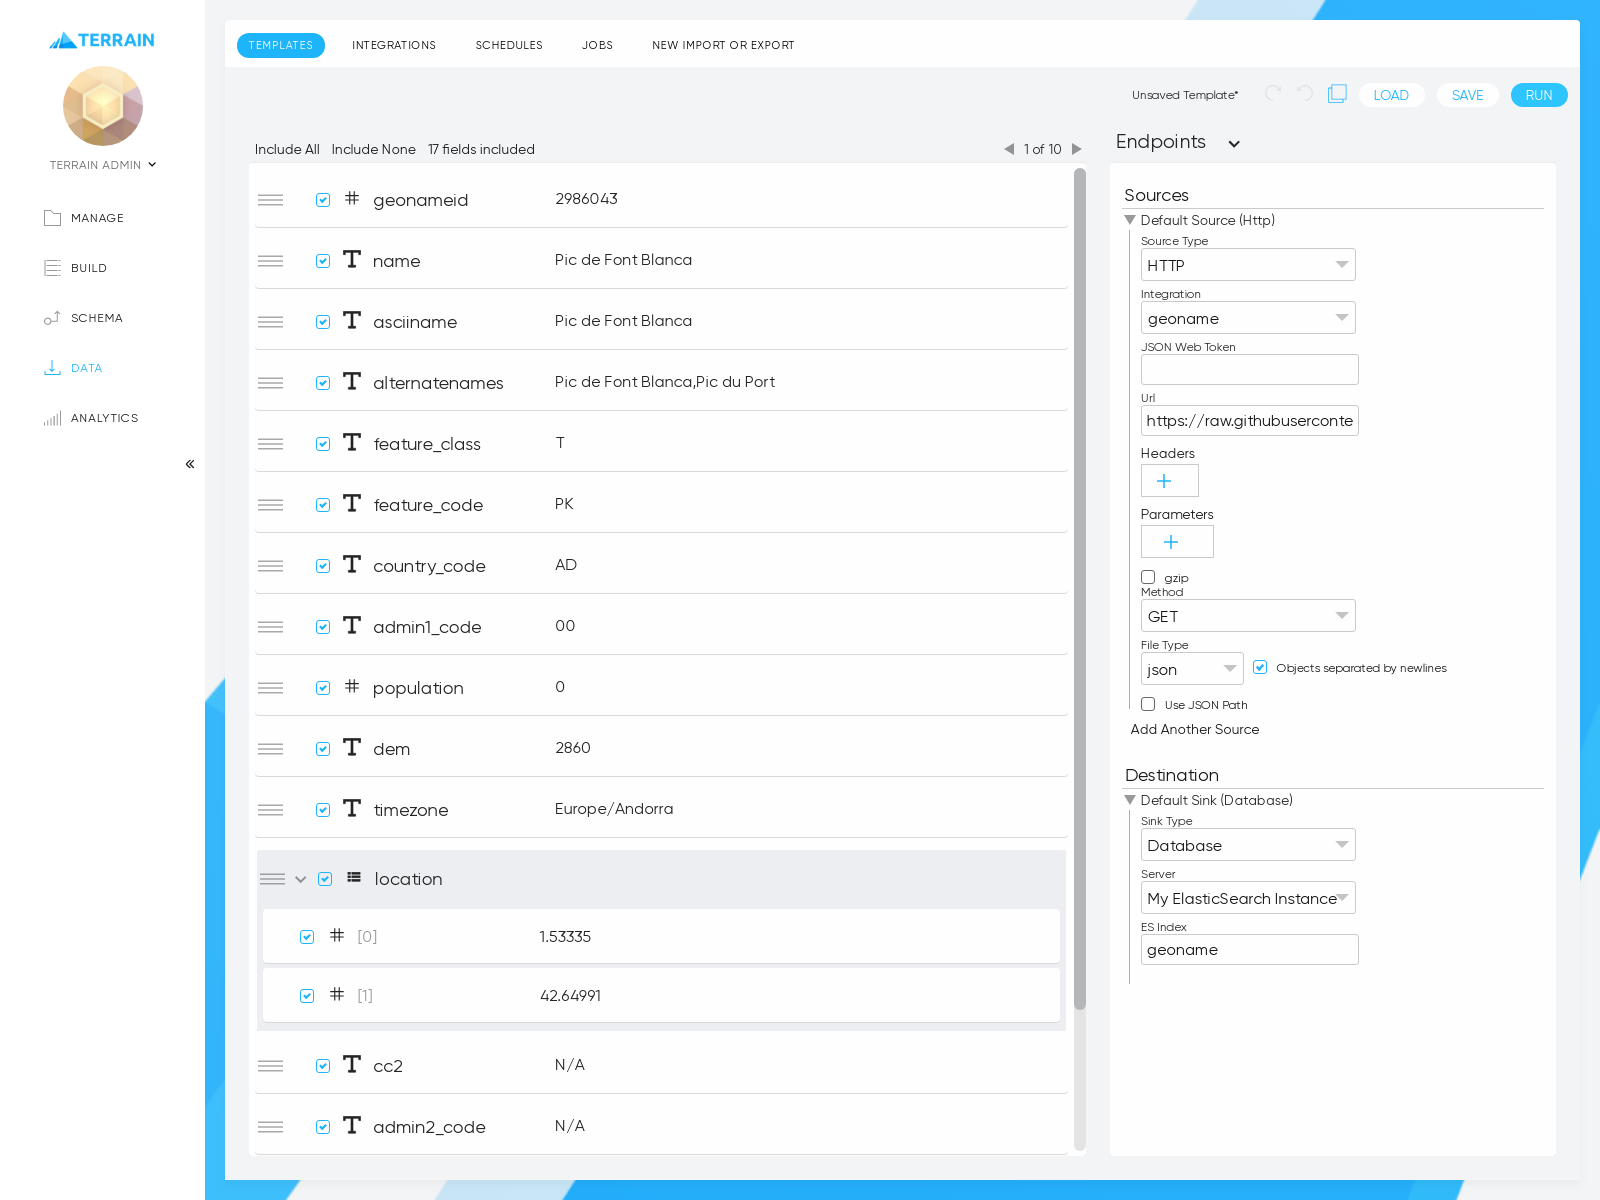 TERRAIN
TERRAIN ADMIN
MANAGE
BUILD
SCHEMA
DATA
ANALYTICS
TEMPLATES INTEGRATIONS SCHEDULES JOBS NEW IMPORT OR EXPORT
Unsaved Template* LOAD SAVE RUN
Include All Include None 17 fields included 1 of 10
geonameid 2986043
name Pic de Font Blanca
asciiname Pic de Font Blanca
alternatenames Pic de Font Blanca,Pic du Port
feature_class T
feature_code PK
country_code AD
admin1_code 00
population 0
dem 2860
timezone Europe/Andorra
location
[0] 1.53335
[1] 42.64991
cc2 N/A
admin2_code N/A
Endpoints
Sources
Default Source (Http)
Source Type
HTTP
Integration
geoname
JSON Web Token
Url
https://raw.githubuserconte
Headers
+
Parameters
+
gzip
Method
GET
File Type
json Objects separated by newlines
Use JSON Path
Add Another Source
Destination
Default Sink (Database)
Sink Type
Database
Server
My ElasticSearch Instance
ES Index
geoname